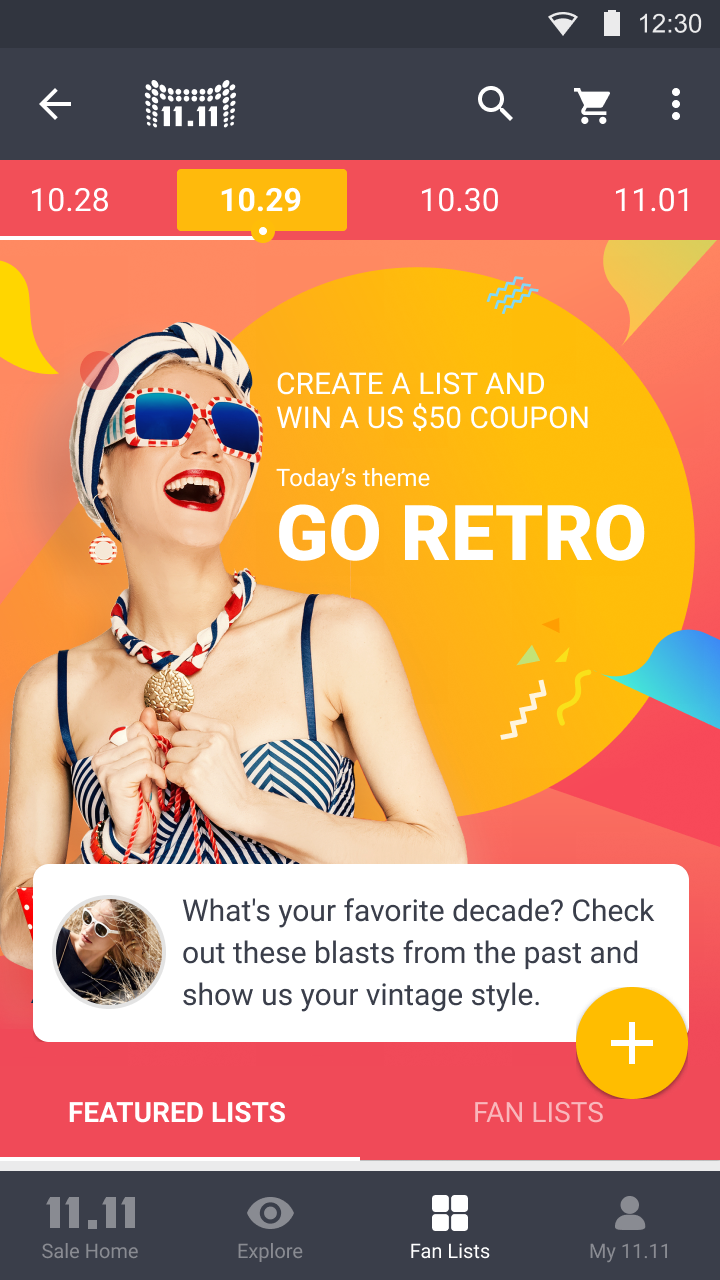 12:30
11.11
10.28
10.29
10.30
11.01
CREATE A LIST AND
WIN A US $50 COUPON
Today’s theme
GO RETRO
What's your favorite decade? Check
out these blasts from the past and
show us your vintage style.
FEATURED LISTS
FAN LISTS
11.11
Sale Home
Explore
Fan Lists
My 11.11